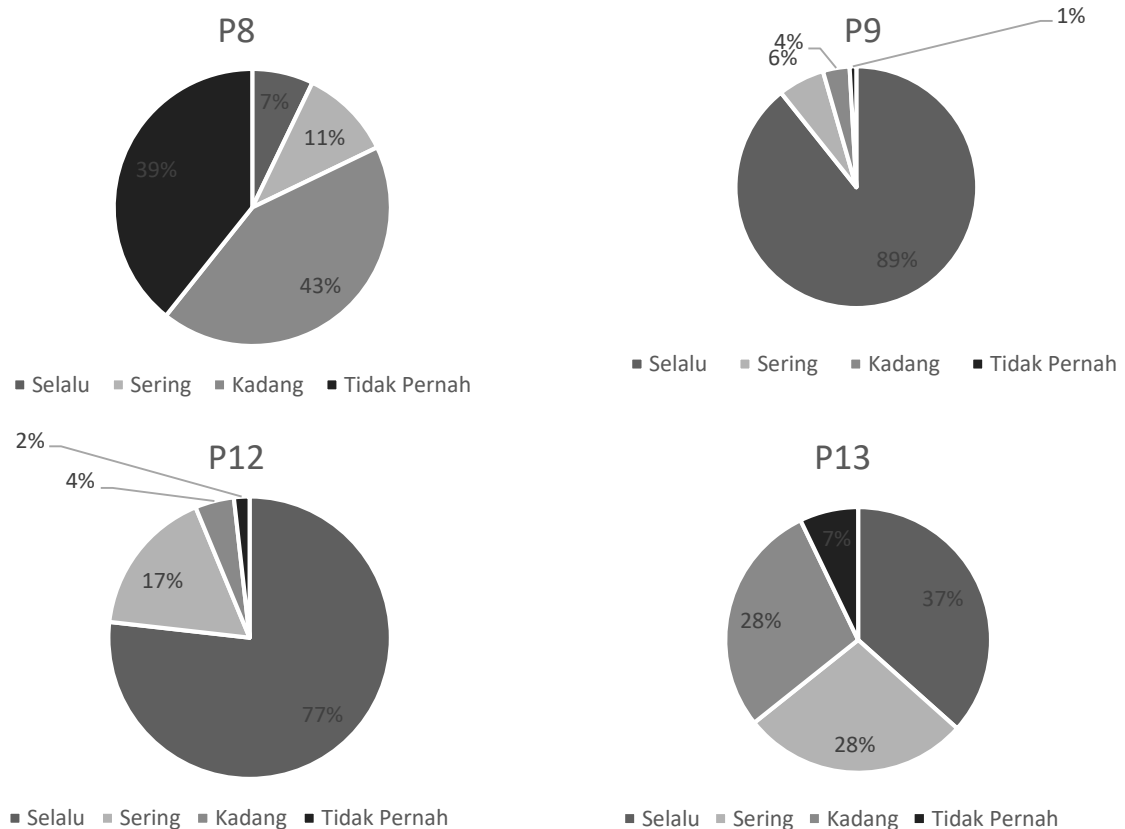 P8
7%
11%
43%
39%
■ Selalu ■ Sering ■ Kadang ■ Tidak Pernah
P9
1%
4%
6%
89%
■ Selalu ■ Sering ■ Kadang ■ Tidak Pernah
P12
2%
4%
17%
77%
■ Selalu ■ Sering ■ Kadang ■ Tidak Pernah
P13
7%
37%
28%
28%
■ Selalu ■ Sering ■ Kadang ■ Tidak Pernah